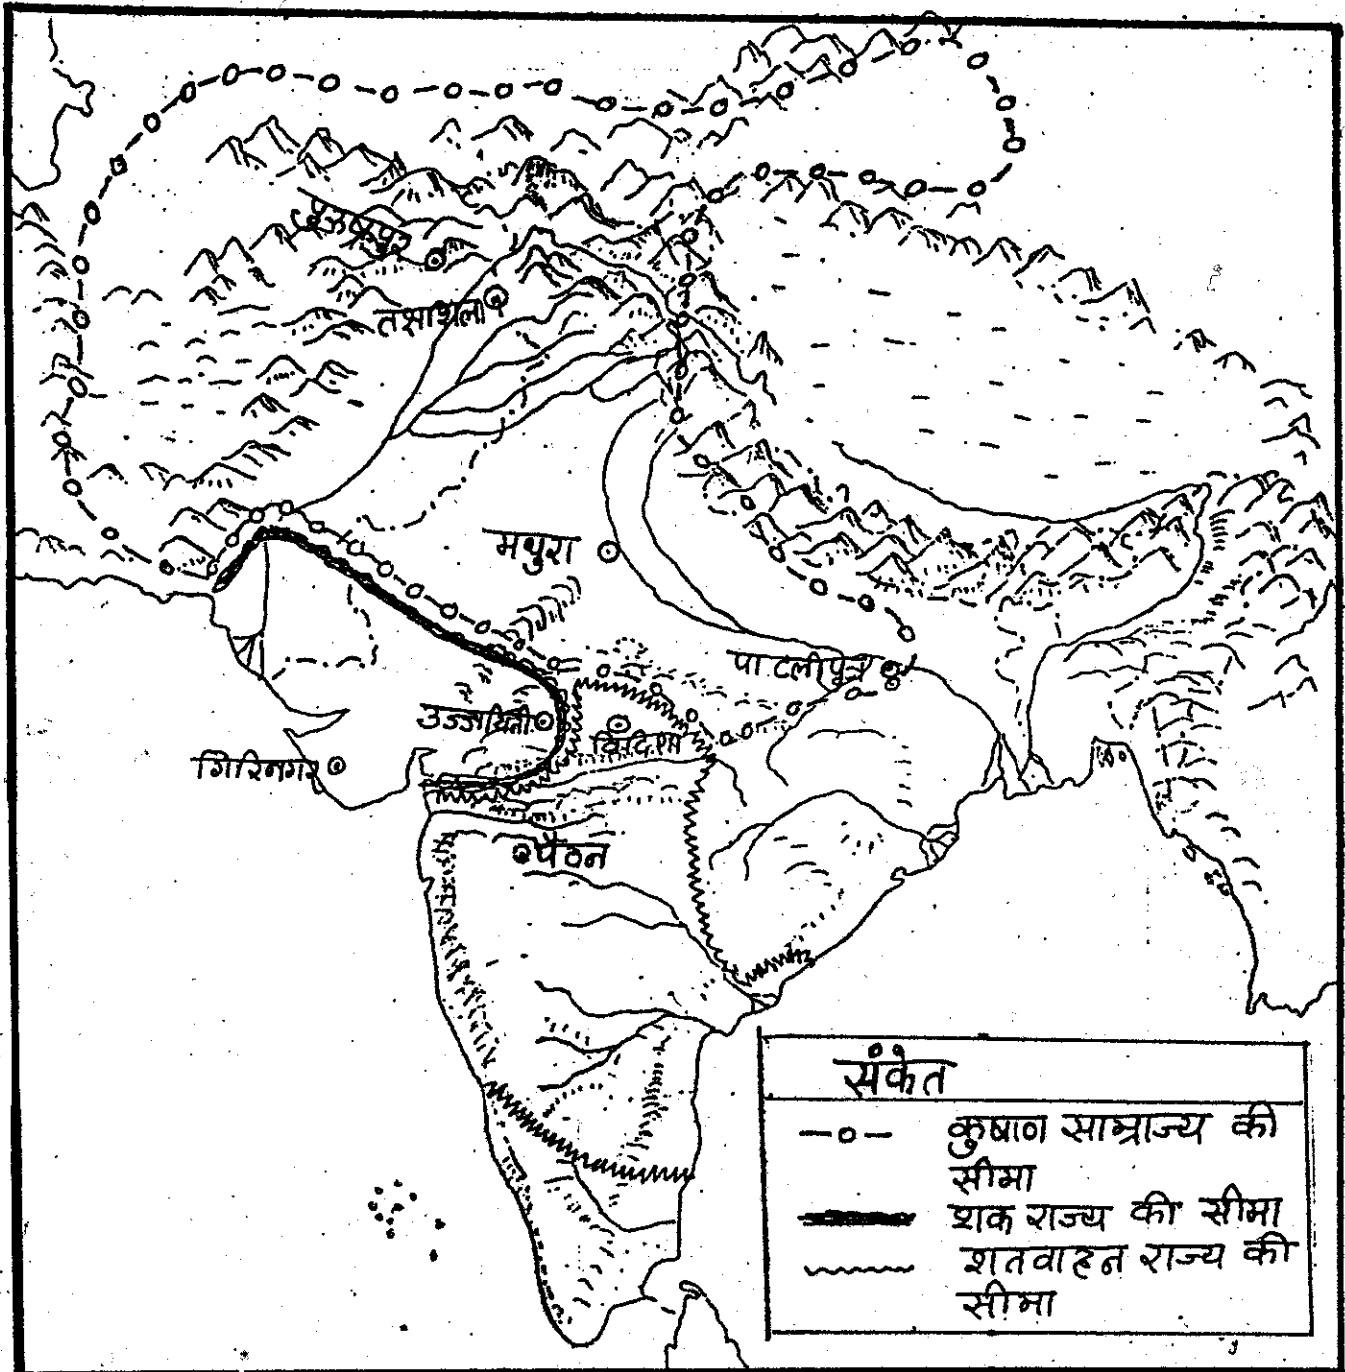 पुरुषपुर
तक्षशिला
मथुरा
पाटलीपुत्र
उज्जयिनी
विदिशा
गिरिनगर
पैठन
संकेत
कुषाण साम्राज्य की
सीमा
शक राज्य की सीमा
शतवाहन राज्य की
सीमा